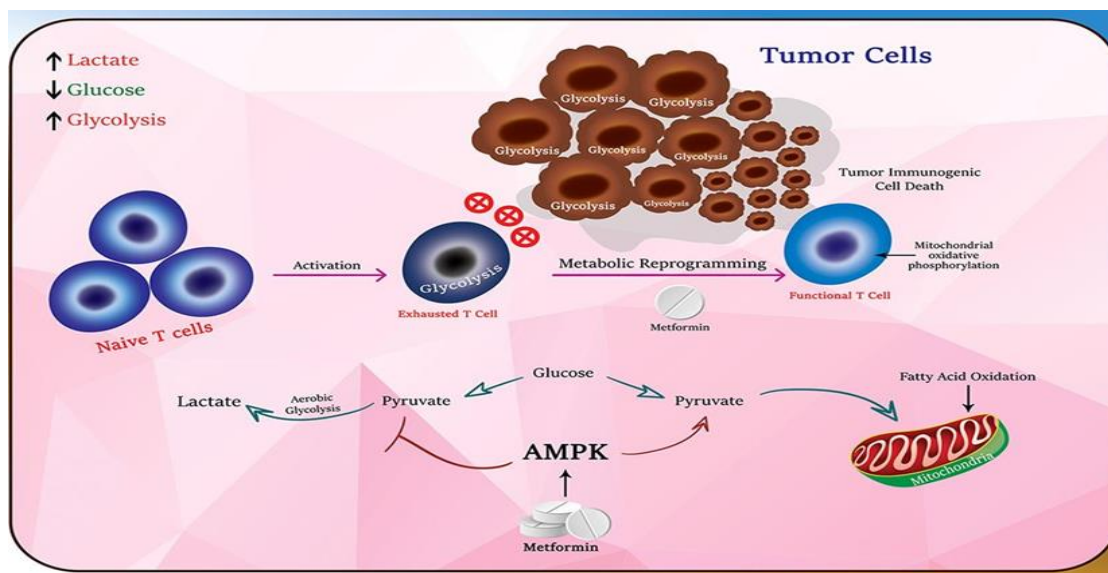 Lactate
Glucose
Glycolysis
Tumor Cells
Glycolysis
Glycolysis
Glycolysis
Glycolysis
Glycolysis
Glycolysis
Glycolysis
Tumor Immunogenic
Cell Death
Naive T cells
Activation
Glycolysis
Exhausted T Cell
Metabolic Reprogramming
Metformin
Mitochondrial
oxidative
phosphorylation
Functional T Cell
Glucose
Lactate
Aerobic
Glycolysis
Pyruvate
Pyruvate
Fatty Acid Oxidation
Mitochondria
AMPK
Metformin